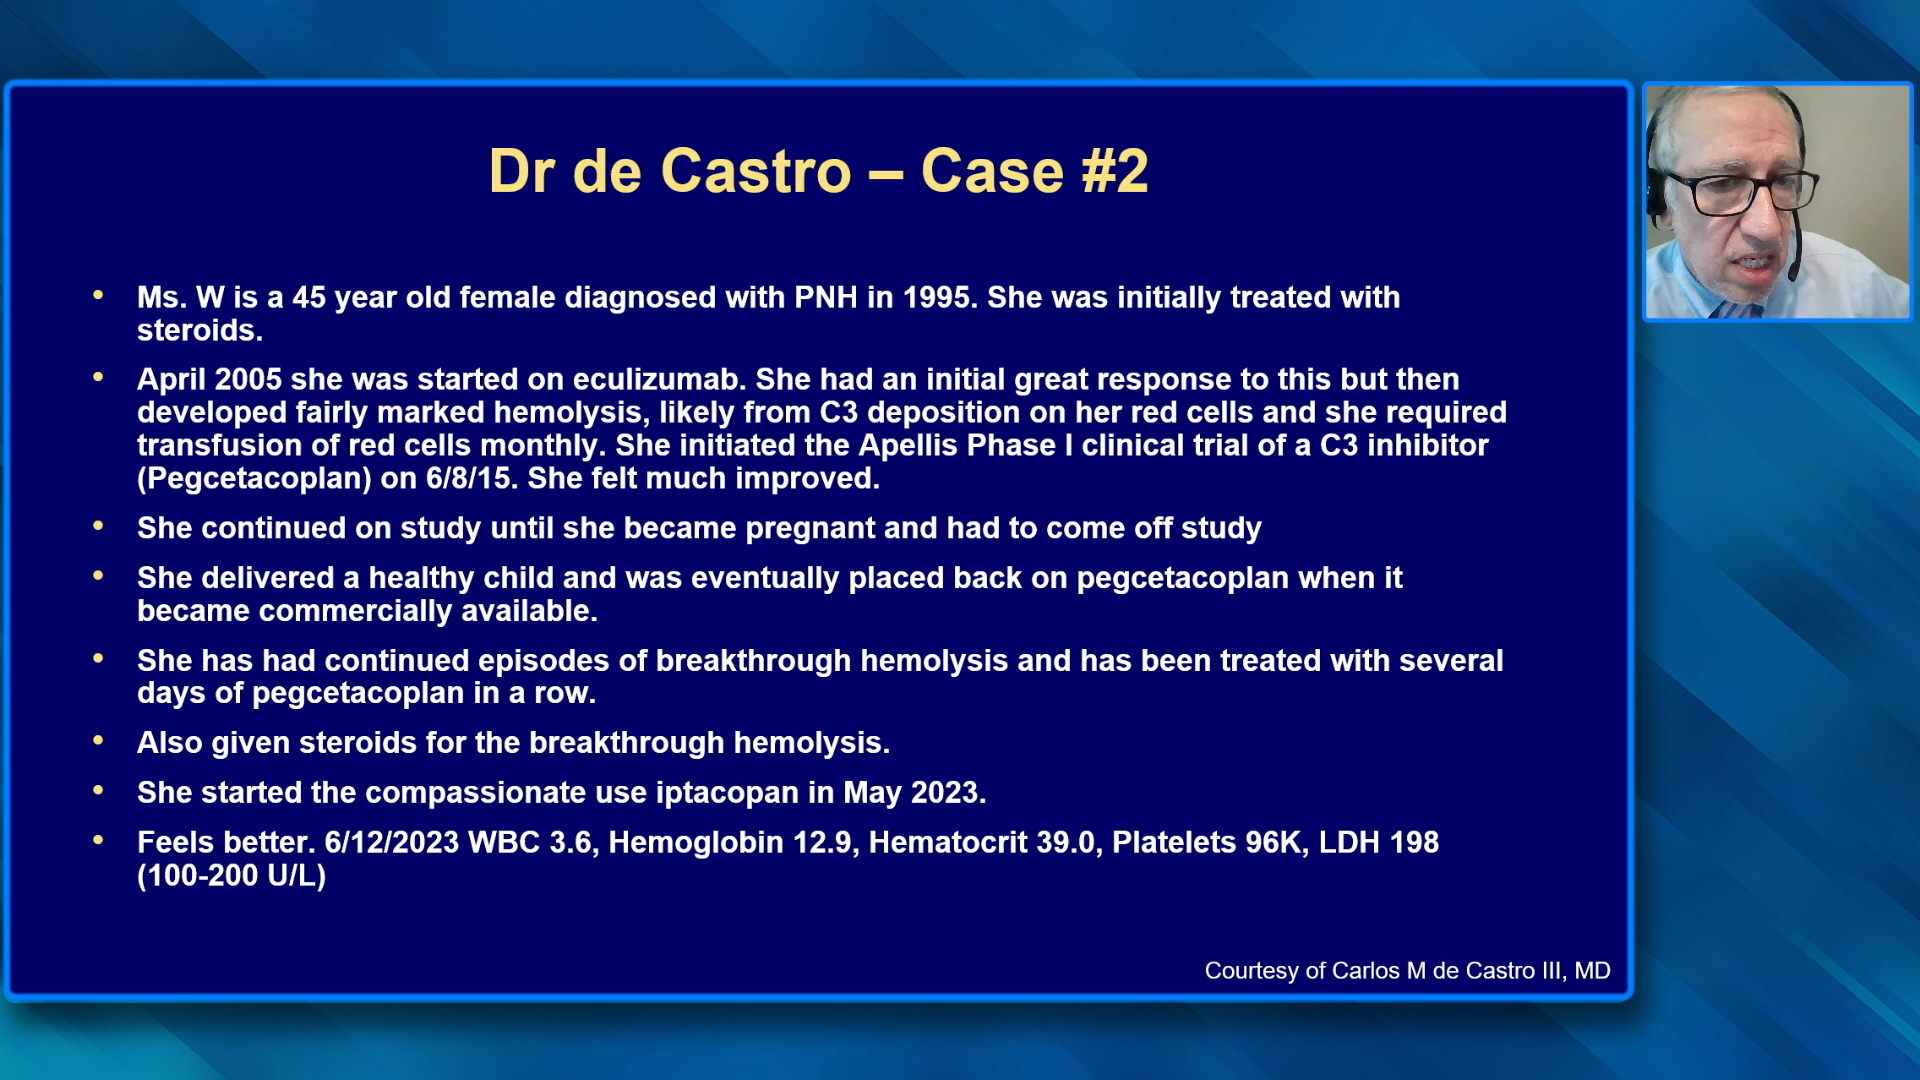 Dr de Castro – Case #2
• Ms. W is a 45 year old female diagnosed with PNH in 1995. She was initially treated with
steroids.
• April 2005 she was started on eculizumab. She had an initial great response to this but then
developed fairly marked hemolysis, likely from C3 deposition on her red cells and she required
transfusion of red cells monthly. She initiated the Apellis Phase I clinical trial of a C3 inhibitor
(Pegcetacoplan) on 6/8/15. She felt much improved.
• She continued on study until she became pregnant and had to come off study
• She delivered a healthy child and was eventually placed back on pegcetacoplan when it
became commercially available.
• She has had continued episodes of breakthrough hemolysis and has been treated with several
days of pegcetacoplan in a row.
• Also given steroids for the breakthrough hemolysis.
• She started the compassionate use iptacopan in May 2023.
• Feels better. 6/12/2023 WBC 3.6, Hemoglobin 12.9, Hematocrit 39.0, Platelets 96K, LDH 198
(100-200 U/L)
Courtesy of Carlos M de Castro III, MD